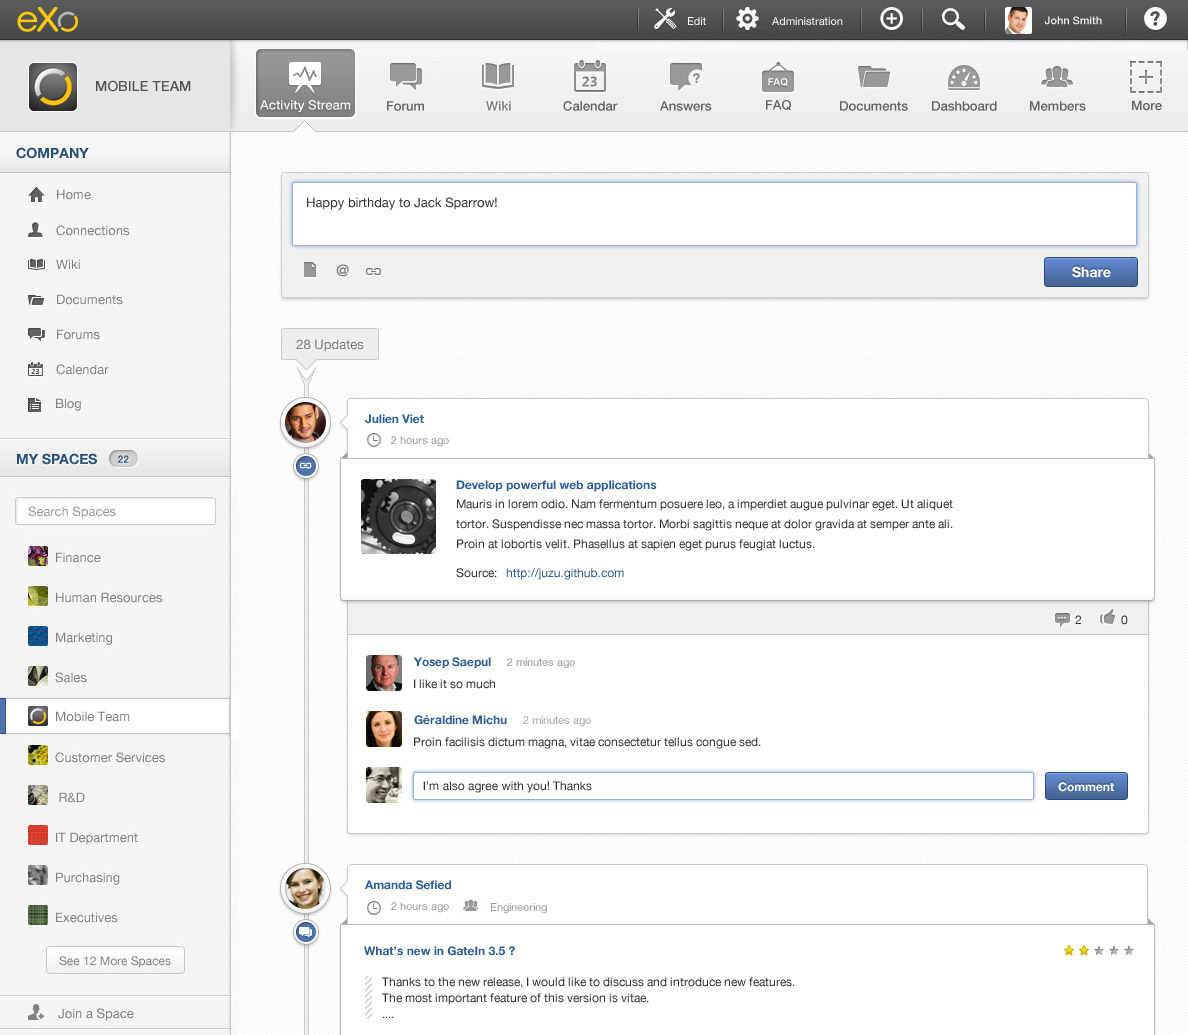 eXo
Edit
Administration
John Smith
?
MOBILE TEAM
Activity Stream
Forum
Wiki
23
Calendar
?
Answers
FAQ
FAQ
Documents
Dashboard
Members
More
COMPANY
Home
Connections
Wiki
Documents
Forums
23
Calendar
Blog
MY SPACES 22
Search Spaces
Finance
Human Resources
Marketing
Sales
Mobile Team
Customer Services
R&D
IT Department
Purchasing
Executives
See 12 More Spaces
Join a Space
Happy birthday to Jack Sparrow!
@
Share
28 Updates
Julien Viet
2 hours ago
Develop powerful web applications
Mauris in lorem odio. Nam fermentum posuere leo, a imperdiet augue pulvinar eget. Ut aliquet
tortor. Suspendisse nec massa tortor. Morbi sagittis neque at dolor gravida at semper ante ali.
Proin at lobortis velit. Phasellus at sapien eget purus feugiat luctus.
Source: http://juzu.github.com
2 0
Yosep Saepul 2 minutes ago
I like it so much
Géraldine Michu 2 minutes ago
Proin facilisis dictum magna, vitae consectetur tellus congue sed.
I'm also agree with you! Thanks
Comment
Amanda Sefied
2 hours ago Engineering
What's new in GateIn 3.5 ?
Thanks to the new release, I would like to discuss and introduce new features.
The most important feature of this version is vitae.
....